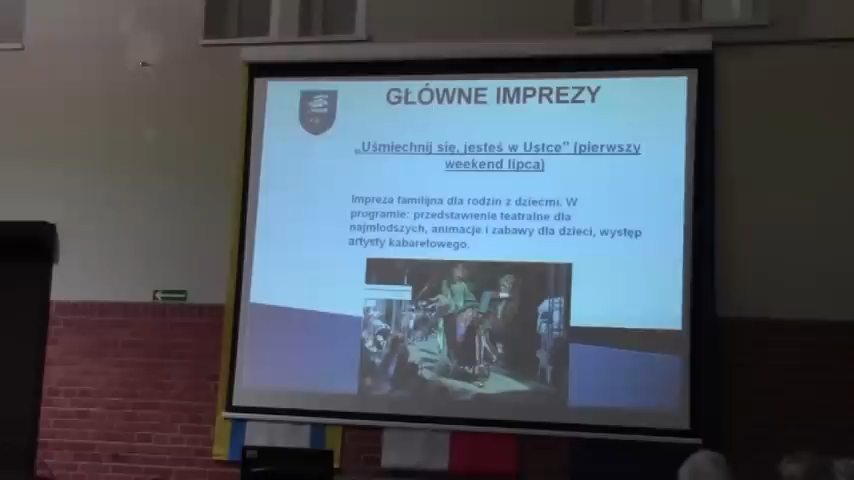 GŁÓWNE IMPREZY
„Uśmiechnij się, jesteś w Ustce” (pierwszy
weekend lipca)
Impreza familijna dla rodzin z dziećmi. W
programie: przedstawienie teatralne dla
najmłodszych, animacje i zabawy dla dzieci, występ
artysty kabaretowego.